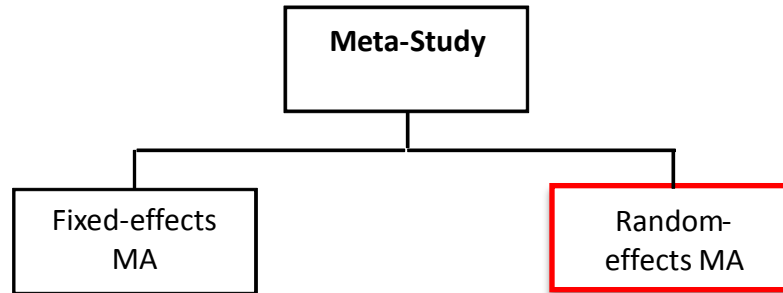 Meta-Study
Fixed-effects
MA
Random-
effects MA